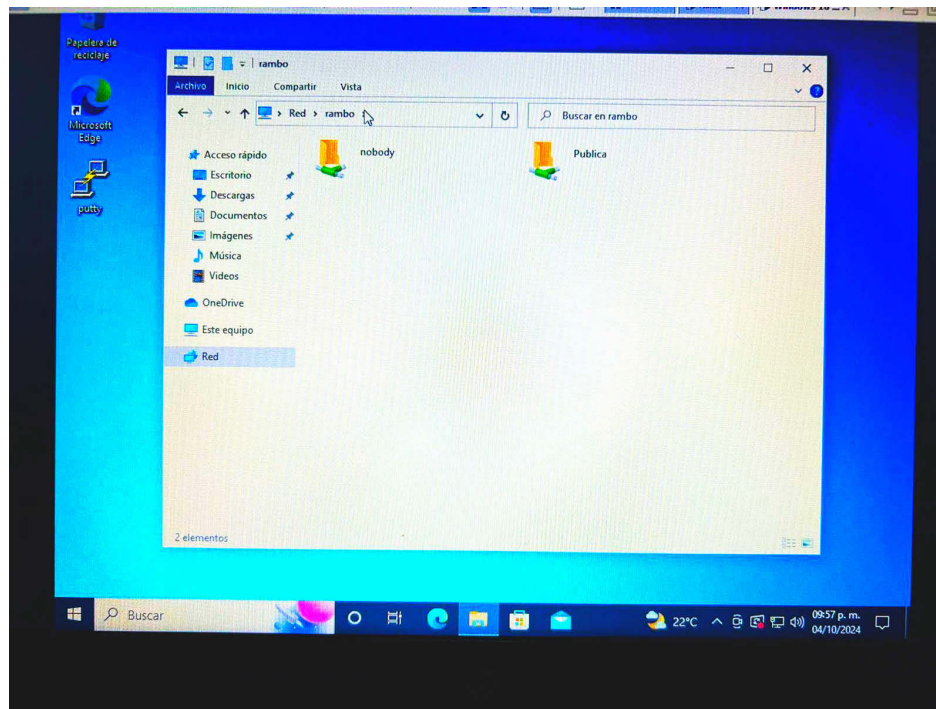 Papelera de
reciclaje
Microsoft
Edge
putty
rambo
Archivo Inicio Compartir Vista
Red rambo
Buscar en rambo
Acceso rápido
Escritorio
Descargas
Documentos
Imágenes
Música
Videos
OneDrive
Este equipo
Red
nobody
Publica
2 elementos
Buscar
22°C
09:57 p. m.
04/10/2024